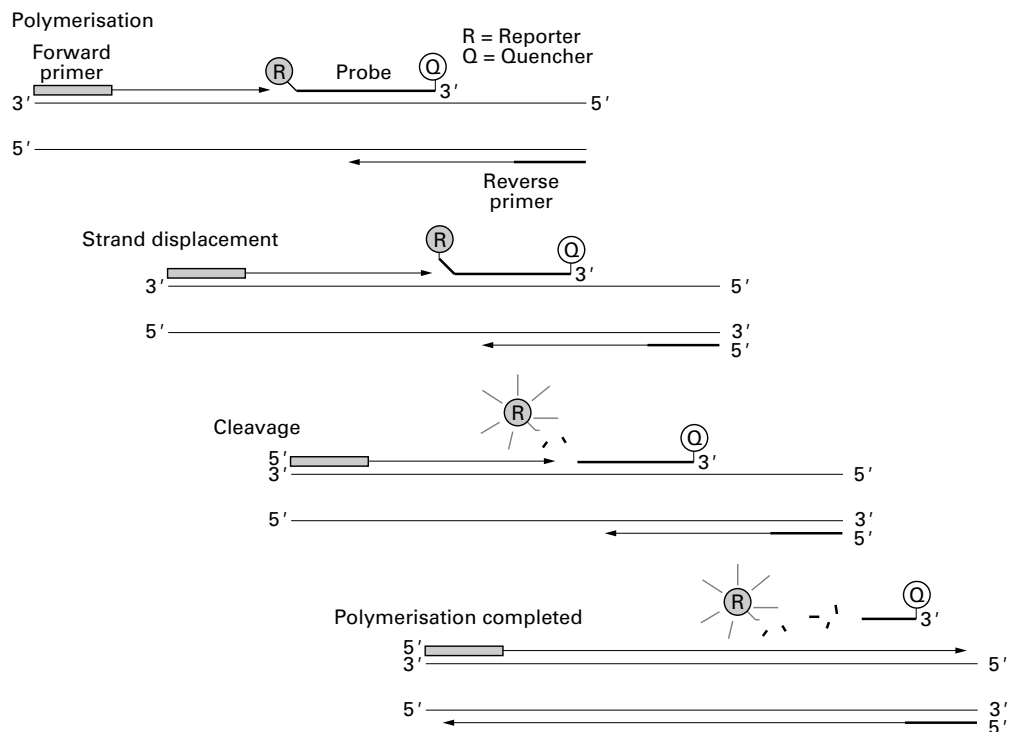 Polymerisation
R = Reporter
Q = Quencher
Forward
primer
R
Probe
Q
3′
3′
5′
5′
Reverse
primer
Strand displacement
R
Q
3′
3′
5′
5′
3′
5′
R
Cleavage
Q
5′
3′
3′
5′
5′
3′
5′
R
Q
Polymerisation completed
3′
5′
3′
5′
5′
3′
5′